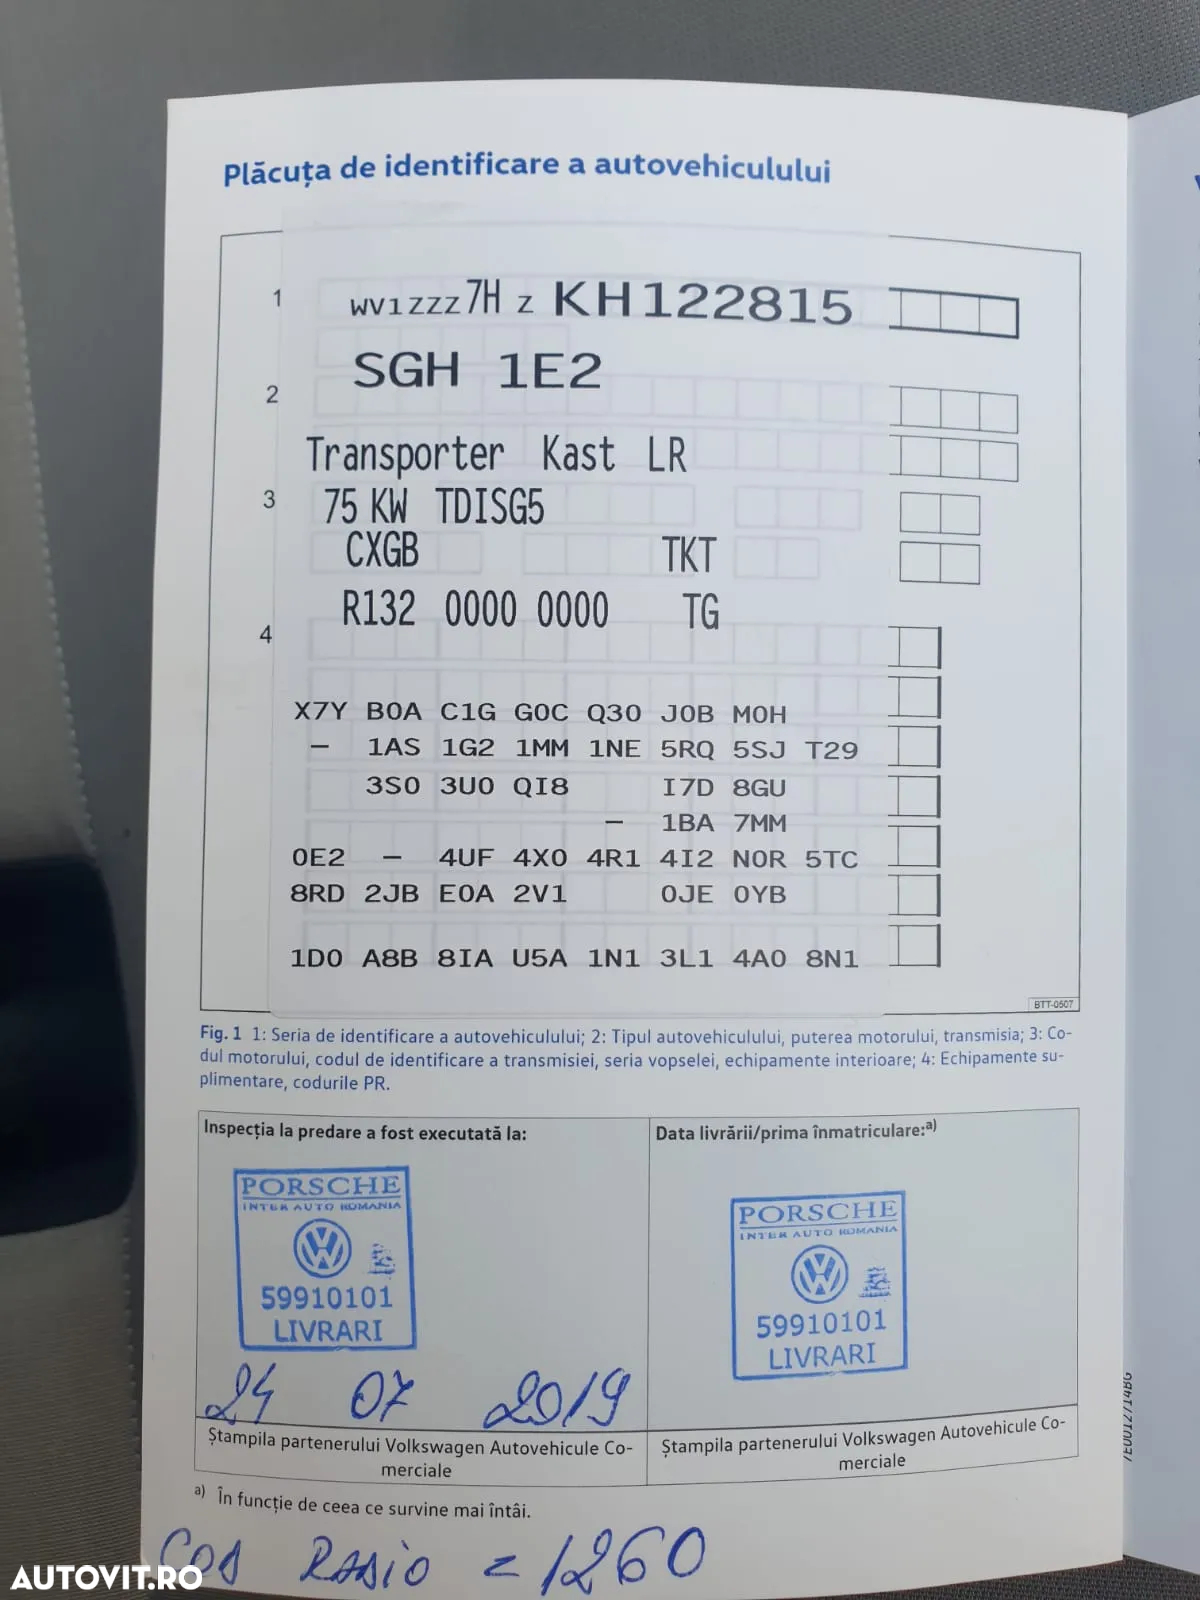 Plăcuța de identificare a autovehiculului
1 WV1ZZZ 7H Z KH122815
SGH 1E2
2
Transporter Kast LR
3 75 KW TDISG5
CXGB TKT
R132 0000 0000 TG
4
X7Y B0A C1G G0C Q30 J0B M0H
– 1AS 1G2 1MM 1NE 5RQ 5SJ T29
3S0 3U0 QI8 I7D 8GU
– 1BA 7MM
0E2 – 4UF 4X0 4R1 4I2 N0R 5TC
8RD 2JB E0A 2V1 0JE 0YB
1D0 A8B 8IA U5A 1N1 3L1 4A0 8N1
BTT-0507
Fig. 1 1: Seria de identificare a autovehiculului; 2: Tipul autovehiculului, puterea motorului, transmisia; 3: Co-
dul motorului, codul de identificare a transmisiei, seria vopselei, echipamente interioare; 4: Echipamente su-
plimentare, codurile PR.
Inspecția la predare a fost executată la:
PORSCHE
INTER AUTO ROMANIA
59910101
LIVRARI
24 07 2019
Ștampila partenerului Volkswagen Autovehicule Co-
merciale
Data livrării/prima înmatriculare:a)
PORSCHE
INTER AUTO ROMANIA
59910101
LIVRARI
Ștampila partenerului Volkswagen Autovehicule Co-
merciale
a) În funcție de ceea ce survine mai întâi.
COD RADIO = 1260
7E0012714BG
AUTOVIT.RO